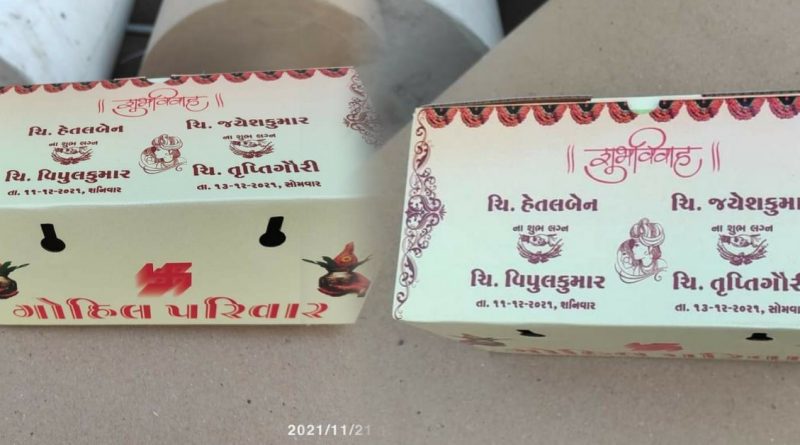 || शुभविवाह ||
ચિ. હેતલબેન
ના શુભ લગ્ન
ચિ. વિપુલકુમાર
તા. ૧૧-૧૨-૨૦૨૧, શનિવાર
ચિ. જયેશકુમાર
ના શુભ લગ્ન
ચિ. તૃપ્તિગૌરી
તા. ૧૩-૧૨-૨૦૨૧, સોમવાર
ગોહિલ પરિવાર
2021/11/21
|| शुभविवाह ||
ચિ. હેતલબેન
ના શુભ લગ્ન
ચિ. વિપુલકુમાર
તા. ૧૧-૧૨-૨૦૨૧, શનિવાર
ચિ. જયેશકુમા
ના શુભ લગ્ન
ચિ. તૃપ્તિગૌરી
તા. ૧૩-૧૨-૨૦૨૧, સોમવા